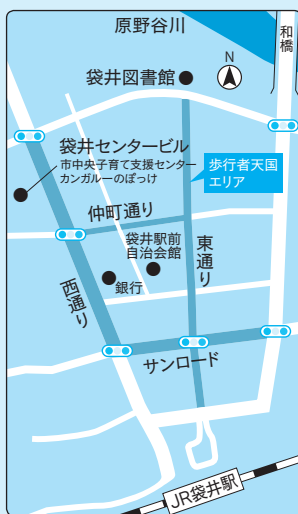 原野谷川
和橋
袋井図書館
N
袋井センタービル
市中央子育て支援センター
カンガルーのぽっけ
歩行者天国
エリア
仲町通り
袋井駅前
自治会館
東通り
西通り
銀行
サンロード
JR袋井駅